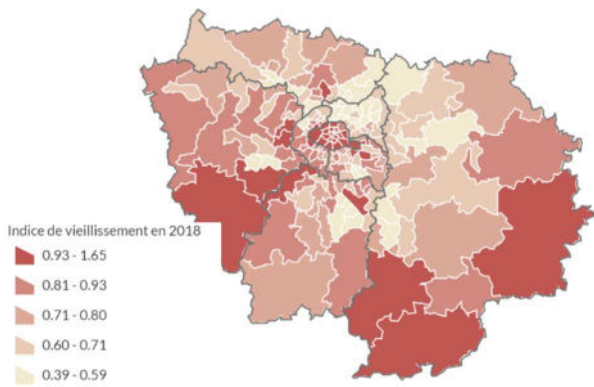 Indice de vieillissement en 2018
0.93 - 1.65
0.81 - 0.93
0.71 - 0.80
0.60 - 0.71
0.39 - 0.59